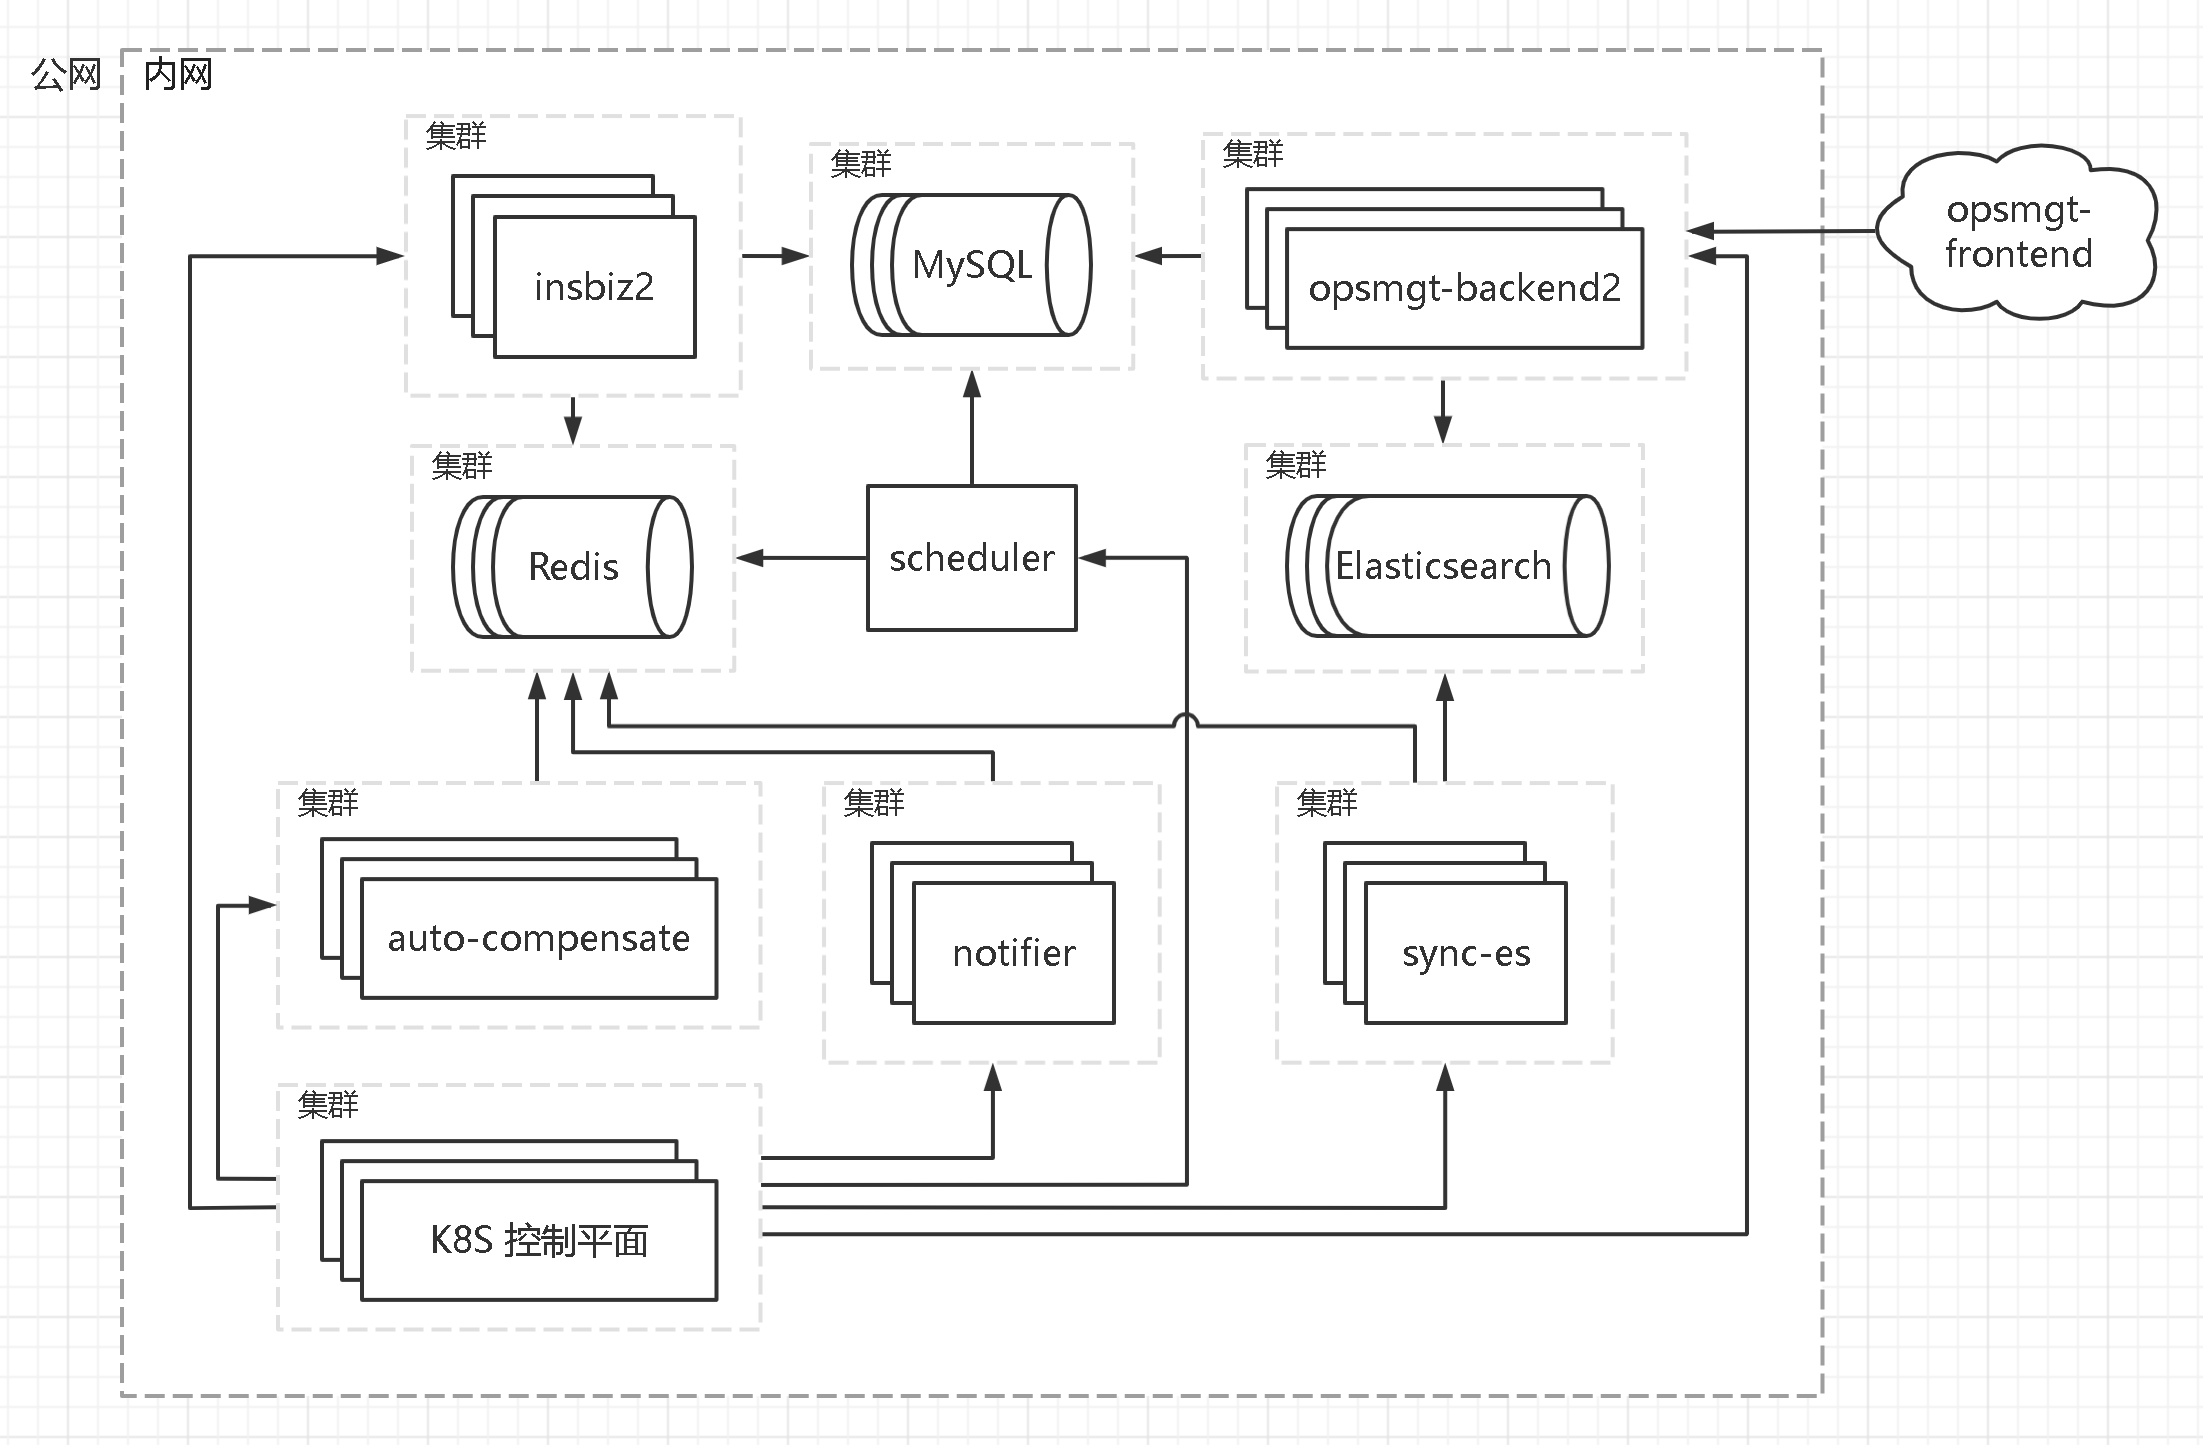 公网
内网
集群
insbiz2
集群
MySQL
集群
opsmgt-backend2
opsmgt-
frontend
集群
Redis
scheduler
集群
Elasticsearch
集群
auto-compensate
集群
notifier
集群
sync-es
集群
K8S 控制平面